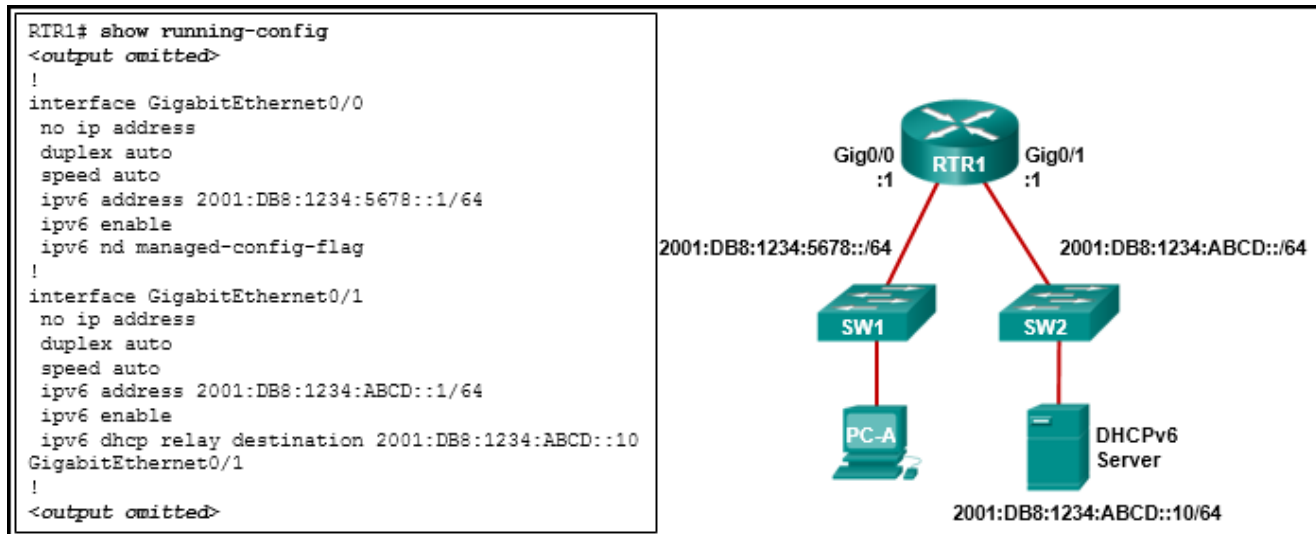 RTR1# show running-config
<output omitted>
!
interface GigabitEthernet0/0
 no ip address
 duplex auto
 speed auto
 ipv6 address 2001:DB8:1234:5678::1/64
 ipv6 enable
 ipv6 nd managed-config-flag
!
interface GigabitEthernet0/1
 no ip address
 duplex auto
 speed auto
 ipv6 address 2001:DB8:1234:ABCD::1/64
 ipv6 enable
 ipv6 dhcp relay destination 2001:DB8:1234:ABCD::10
GigabitEthernet0/1
!
<output omitted>
Gig0/0
:1
RTR1
Gig0/1
:1
2001:DB8:1234:5678::/64
2001:DB8:1234:ABCD::/64
SW1
SW2
PC-A
DHCPv6
Server
2001:DB8:1234:ABCD::10/64